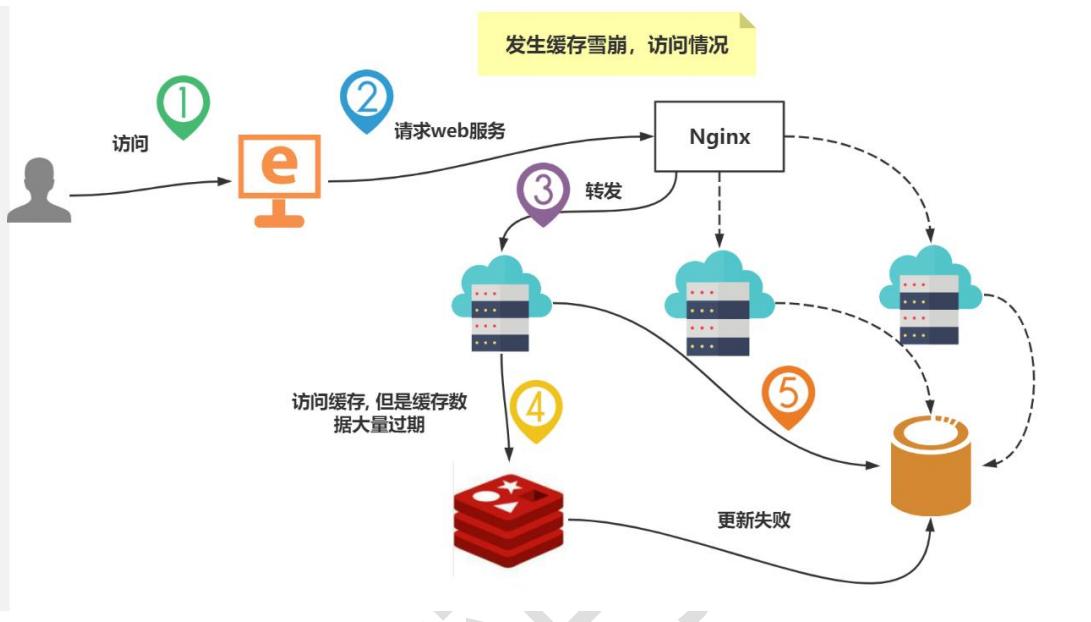 发生缓存雪崩，访问情况
1
访问
2
请求web服务
Nginx
3
转发
访问缓存, 但是缓存数
据大量过期
4
5
更新失败